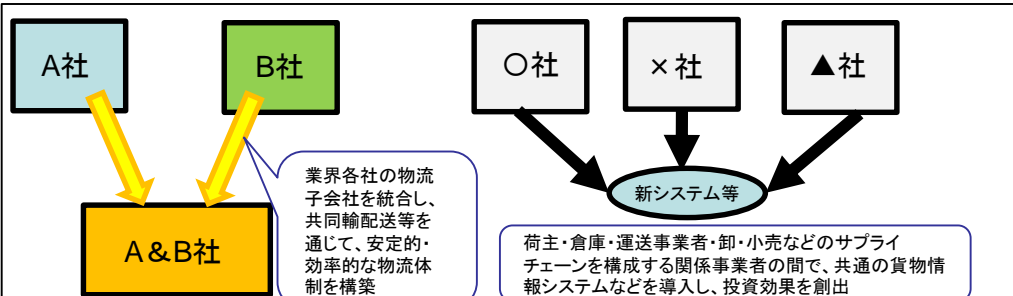 A社
B社
業界各社の物流
子会社を統合し、
共同輸配送等を
通じて、安定的・
効率的な物流体
制を構築
A&B社
〇社
×社
▲社
新システム等
荷主・倉庫・運送事業者・卸・小売などのサプライ
チェーンを構成する関係事業者の間で、共通の貨物情
報システムなどを導入し、投資効果を創出